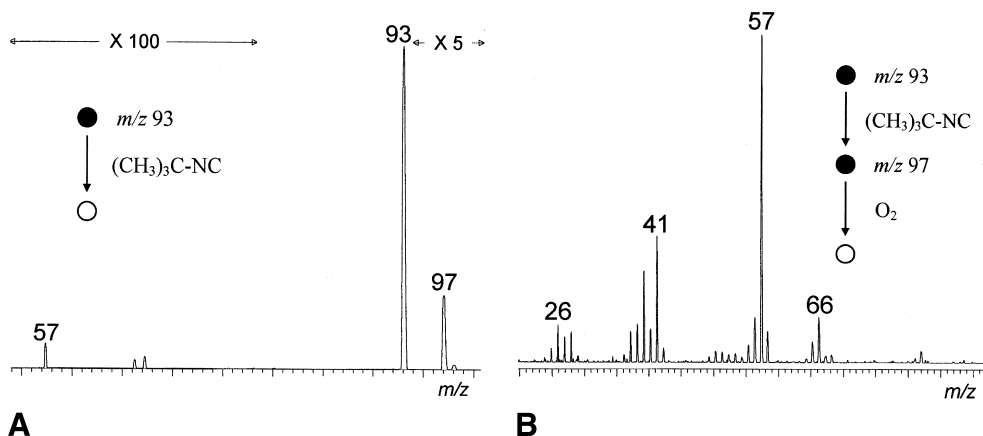 X 100
93
X 5
m/z 93
(CH₃)₃C-NC
97
57
m/z
A
57
m/z 93
(CH₃)₃C-NC
m/z 97
O₂
41
26
66
m/z
B